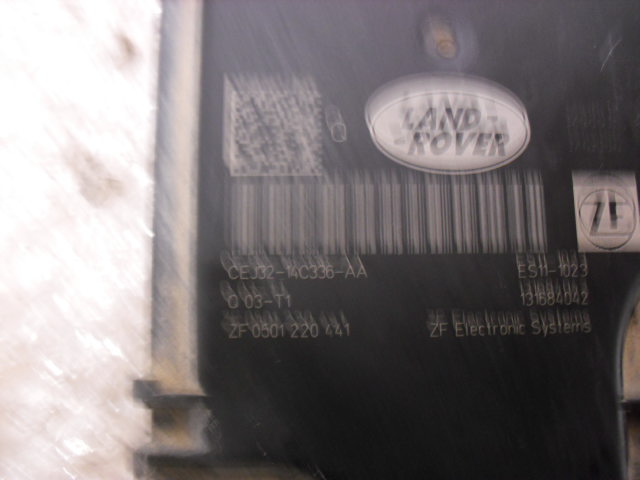 LAND-
-ROVER
ZF
CEJ32-14C336-AA
ES11-1023
0 03-T1
131684042
ZF 0501 220 441
ZF Electronic Systems